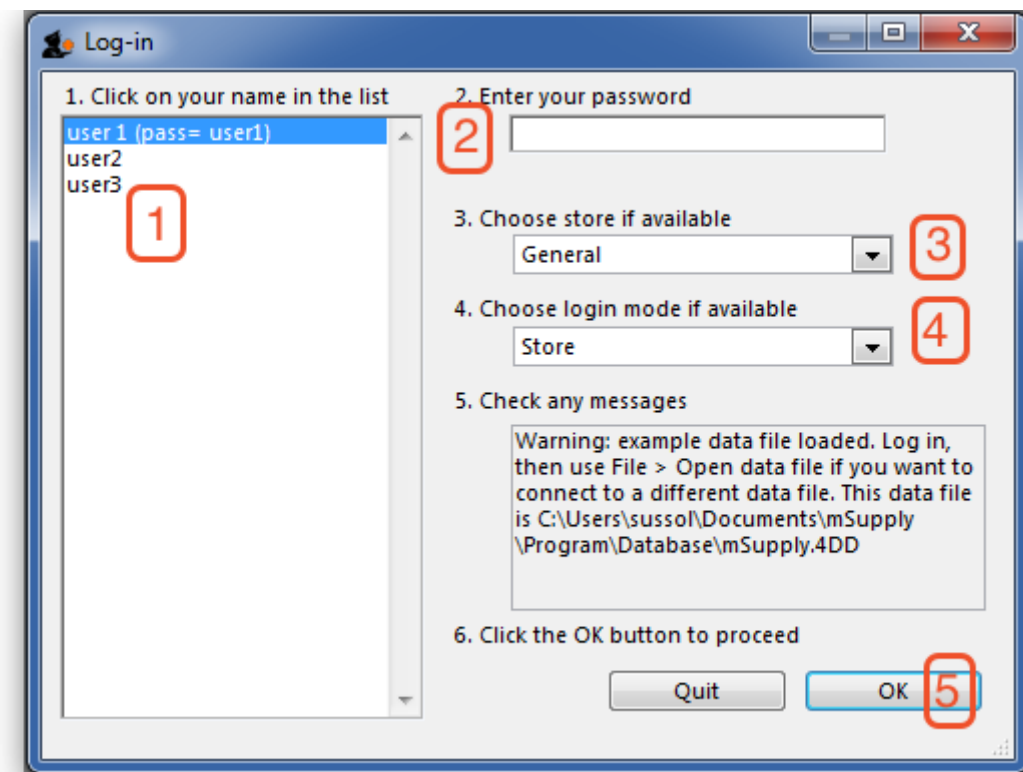 Log-in
1. Click on your name in the list
user 1 (pass= user1)
user2
user3
1
2. Enter your password
2
3. Choose store if available
General
3
4. Choose login mode if available
Store
4
5. Check any messages
Warning: example data file loaded. Log in,
then use File > Open data file if you want to
connect to a different data file. This data file
is C:\Users\sussol\Documents\mSupply
\Program\Database\mSupply.4DD
6. Click the OK button to proceed
Quit
OK
5